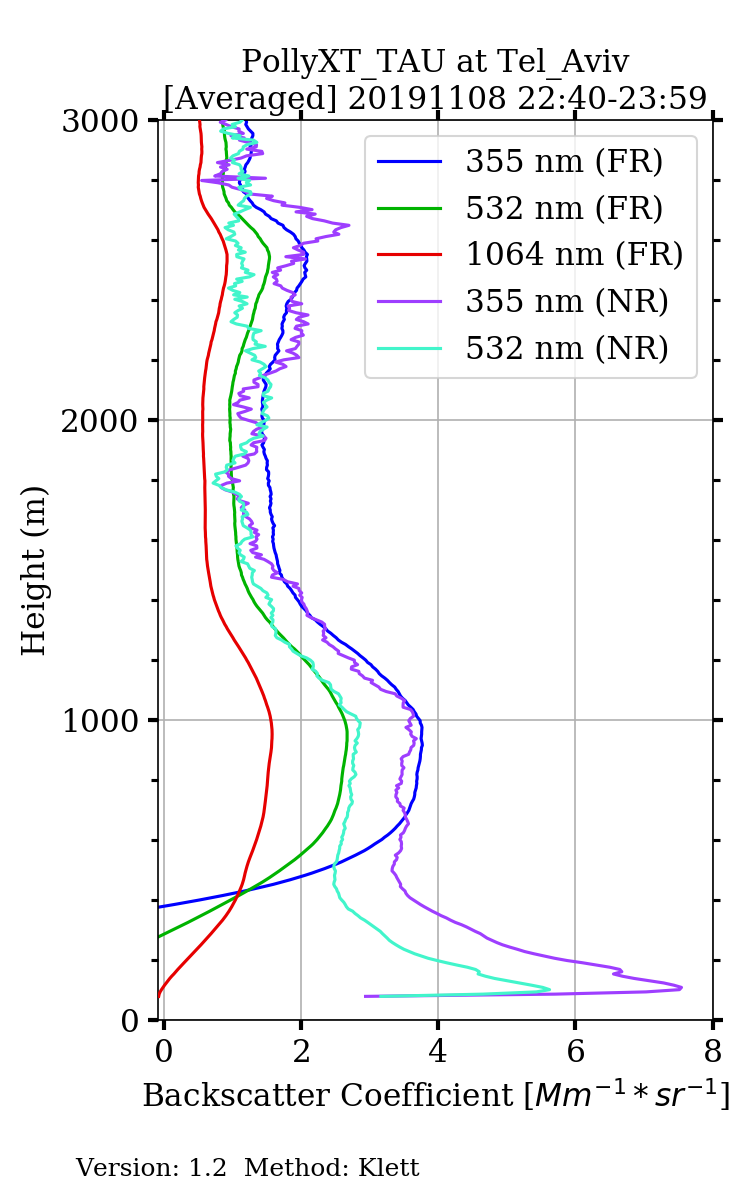 PollyXT_TAU at Tel_Aviv
[Averaged] 20191108 22:40-23:59
3000
2000
1000
0
Height (m)
355 nm (FR)
532 nm (FR)
1064 nm (FR)
355 nm (NR)
532 nm (NR)
0 2 4 6 8
Backscatter Coefficient [Mm⁻¹ * sr⁻¹]
Version: 1.2 Method: Klett